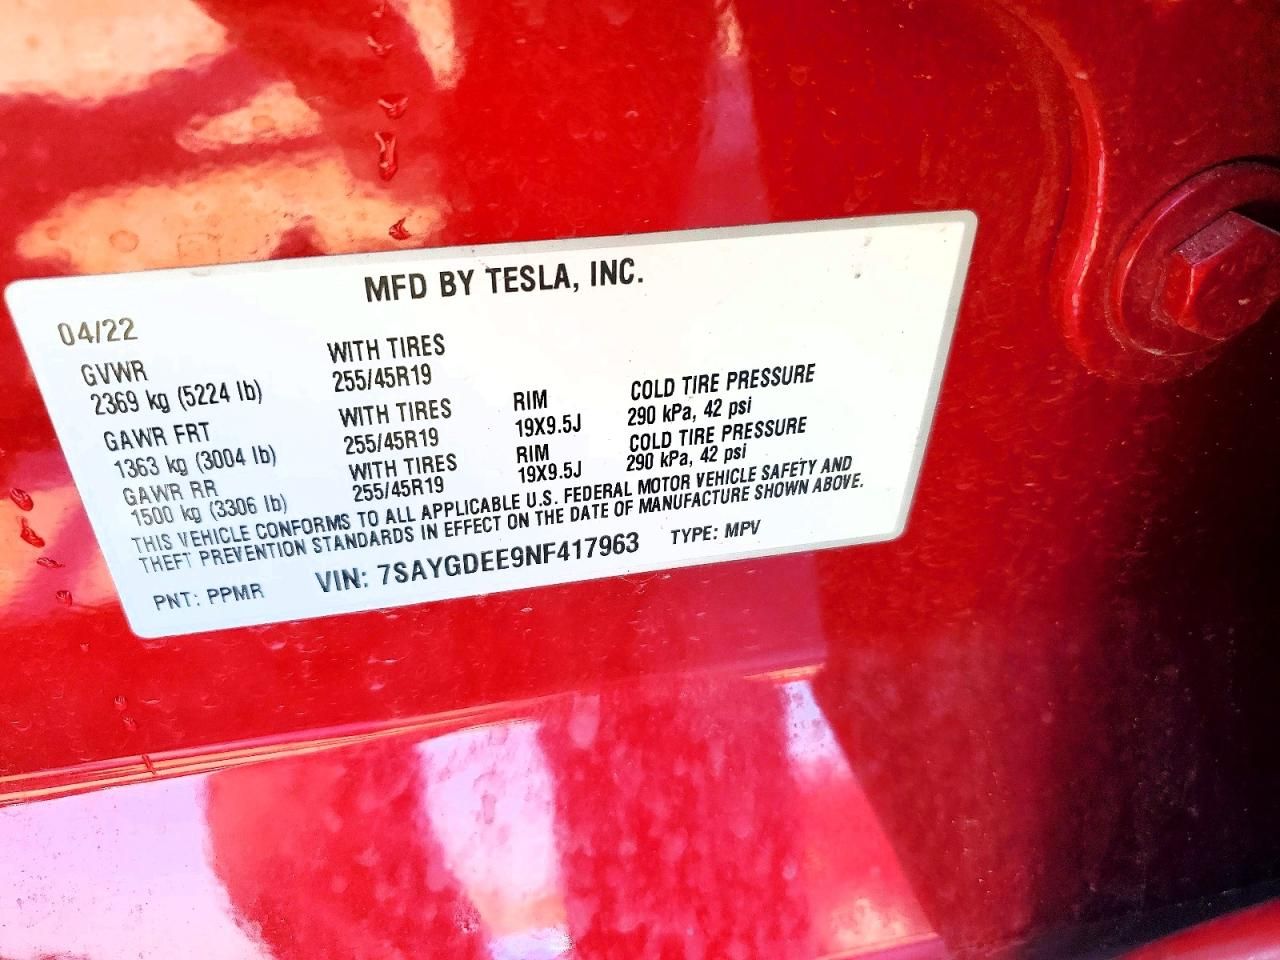 MFD BY TESLA, INC.
04/22
GVWR
2369 kg (5224 lb)
WITH TIRES
255/45R19
GAWR FRT
1363 kg (3004 lb)
WITH TIRES
255/45R19
RIM
19X9.5J
COLD TIRE PRESSURE
290 kPa, 42 psi
GAWR RR
1500 kg (3306 lb)
WITH TIRES
255/45R19
RIM
19X9.5J
COLD TIRE PRESSURE
290 kPa, 42 psi
THIS VEHICLE CONFORMS TO ALL APPLICABLE U.S. FEDERAL MOTOR VEHICLE SAFETY AND
THEFT PREVENTION STANDARDS IN EFFECT ON THE DATE OF MANUFACTURE SHOWN ABOVE.
PNT: PPMR VIN: 7SAYGDEE9NF417963 TYPE: MPV